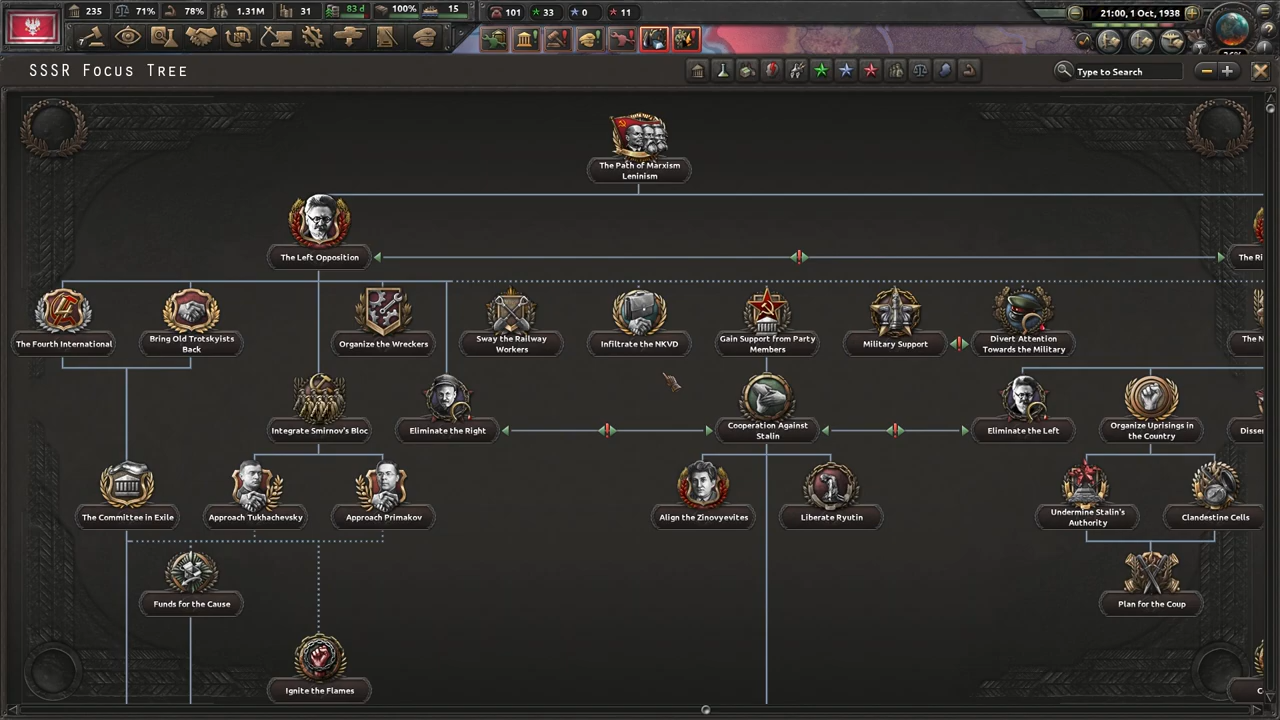 235
71%
78%
1.31M
31
83 d
100%
15
101
33
0
11
21:00, 1 Oct, 1938
SSSR Focus Tree
Type to Search
The Path of Marxism
Leninism
The Left Opposition
The Ri
The Fourth International
Bring Old Trotskyists
Back
Organize the Wreckers
Sway the Railway
Workers
Infiltrate the NKVD
Gain Support from Party
Members
Military Support
Divert Attention
Towards the Military
The N
Integrate Smirnov's Bloc
Eliminate the Right
Cooperation Against
Stalin
Eliminate the Left
Organize Uprisings in
the Country
Disse
The Committee in Exile
Approach Tukhachevsky
Approach Primakov
Align the Zinovyevites
Liberate Ryutin
Undermine Stalin's
Authority
Clandestine Cells
Funds for the Cause
Plan for the Coup
Ignite the Flames